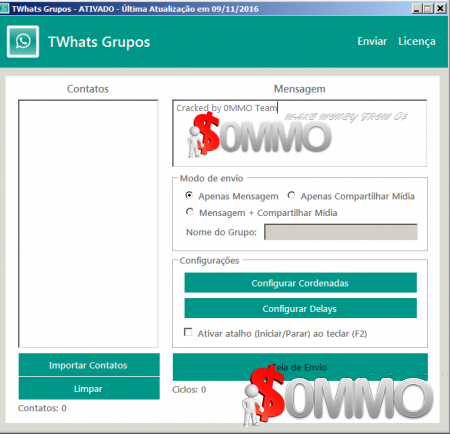 TWhats Grupos - ATIVADO - Última Atualização em 09/11/2016
TWhats Grupos
Enviar
Licença
Contatos
Mensagem
Cracked by 0MMO Team
MAKE MONEY FROM 0$
$0MMO
Modo de envio
Apenas Mensagem
Apenas Compartilhar Mídia
Mensagem + Compartilhar Mídia
Nome do Grupo:
Configurações
Configurar Cordenadas
Configurar Delays
Ativar atalho (Iniciar/Parar) ao teclar (F2)
Importar Contatos
Tela de Envio
Limpar
Ciclos: 0
$0MMO
Contatos: 0